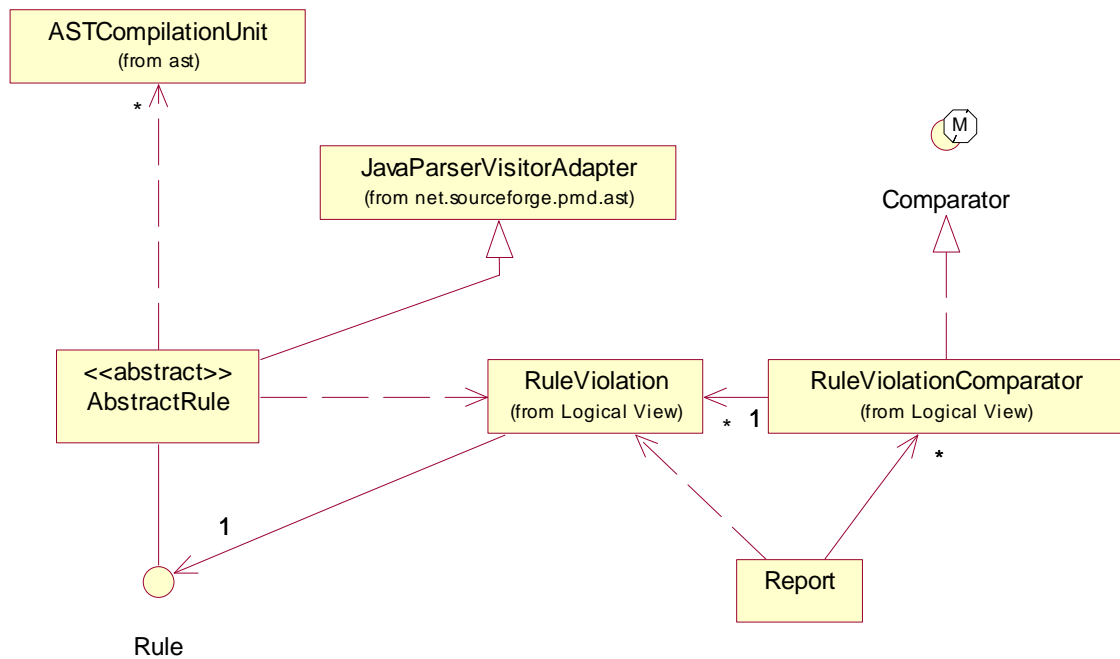 ASTCompilationUnit
(from ast)
*
M
JavaParserVisitorAdapter
(from net.sourceforge.pmd.ast)
Comparator
<<abstract>>
AbstractRule
RuleViolation
(from Logical View)
RuleViolationComparator
(from Logical View)
* 1
*
1
Report
Rule